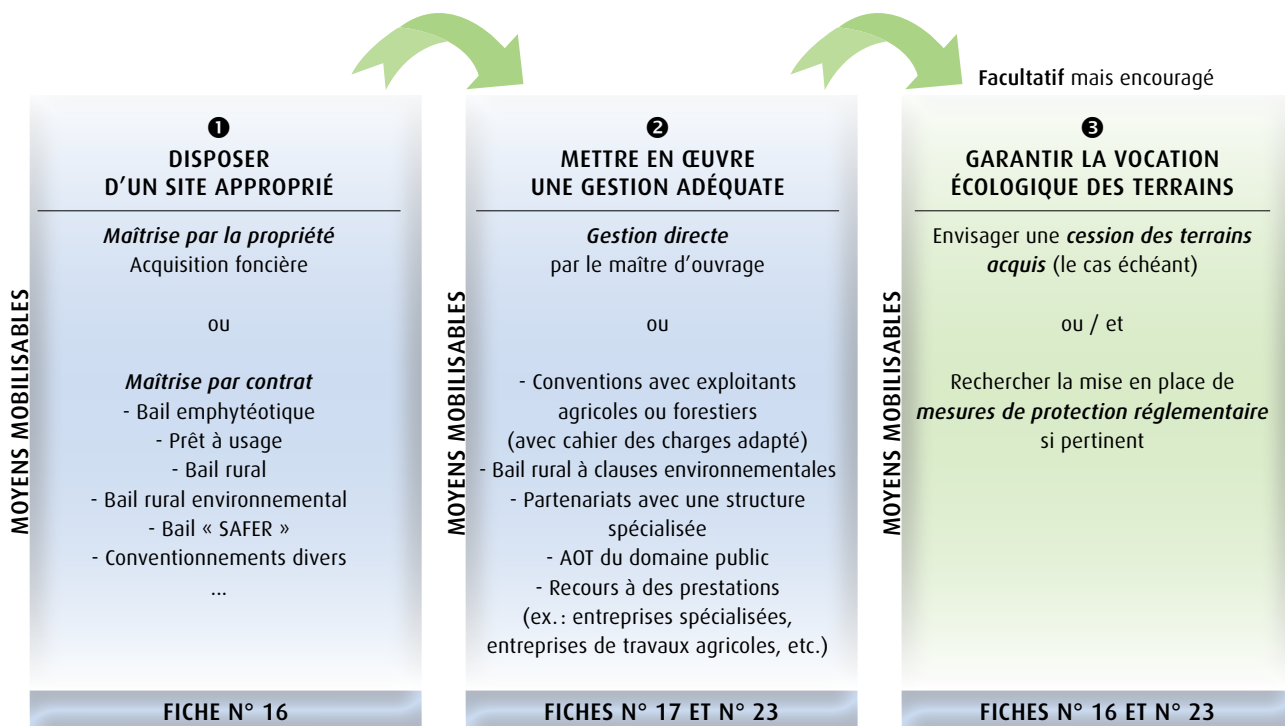 ❶
DISPOSER
D'UN SITE APPROPRIÉ
MOYENS MOBILISABLES
Maîtrise par la propriété
Acquisition foncière
ou
Maîtrise par contrat
- Bail emphytéotique
- Prêt à usage
- Bail rural
- Bail rural environnemental
- Bail « SAFER »
- Conventionnements divers
...
FICHE N° 16
❷
METTRE EN ŒUVRE
UNE GESTION ADÉQUATE
MOYENS MOBILISABLES
Gestion directe
par le maître d'ouvrage
ou
- Conventions avec exploitants
agricoles ou forestiers
(avec cahier des charges adapté)
- Bail rural à clauses environnementales
- Partenariats avec une structure
spécialisée
- AOT du domaine public
- Recours à des prestations
(ex. : entreprises spécialisées,
entreprises de travaux agricoles, etc.)
FICHES N° 17 ET N° 23
Facultatif mais encouragé
❸
GARANTIR LA VOCATION
ÉCOLOGIQUE DES TERRAINS
MOYENS MOBILISABLES
Envisager une cession des terrains
acquis (le cas échéant)
ou / et
Rechercher la mise en place de
mesures de protection réglementaire
si pertinent
FICHES N° 16 ET N° 23